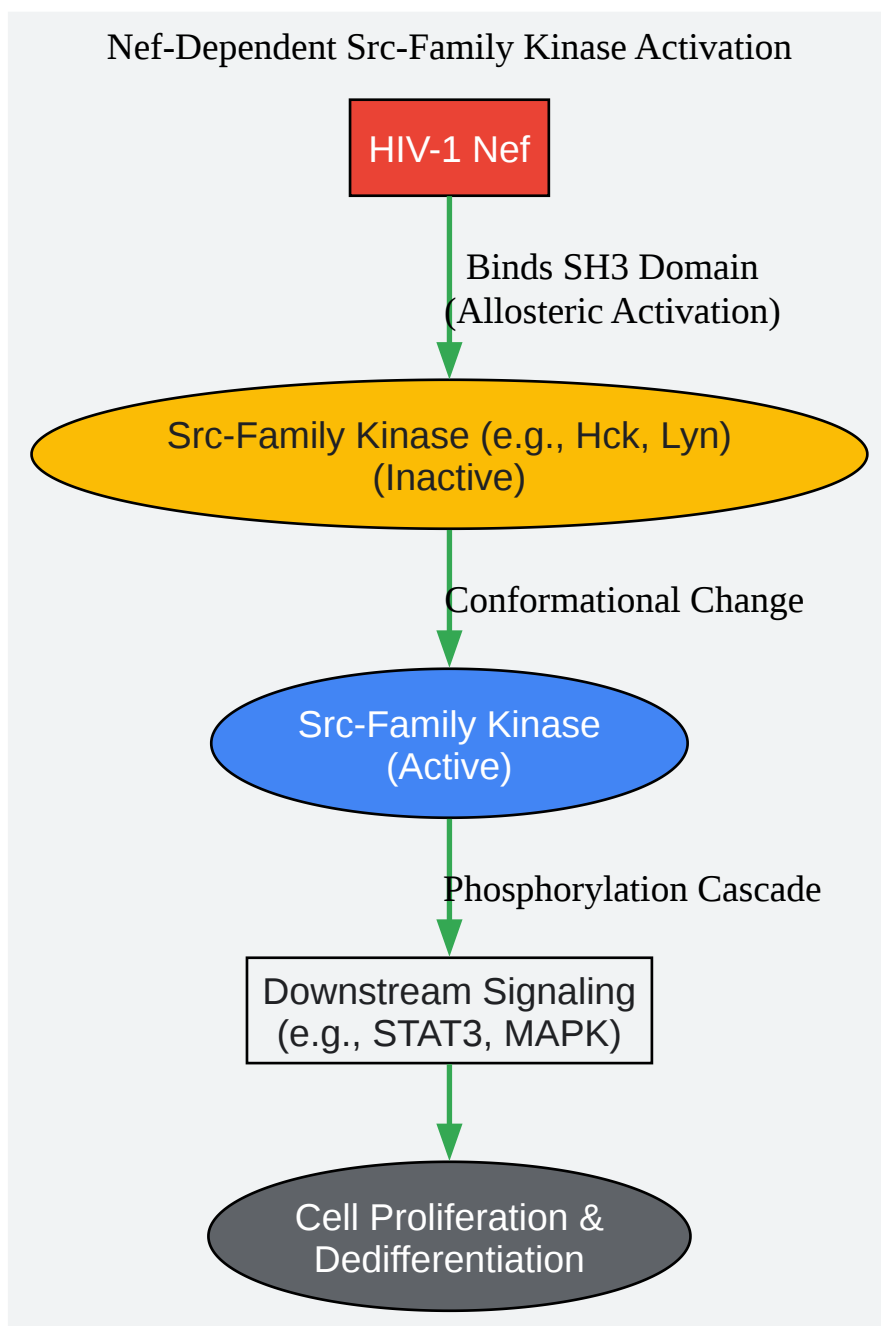 Nef-Dependent Src-Family Kinase Activation
HIV-1 Nef
Binds SH3 Domain
(Allosteric Activation)
Src-Family Kinase (e.g., Hck, Lyn)
(Inactive)
Conformational Change
Src-Family Kinase
(Active)
Phosphorylation Cascade
Downstream Signaling
(e.g., STAT3, MAPK)
Cell Proliferation &
Dedifferentiation